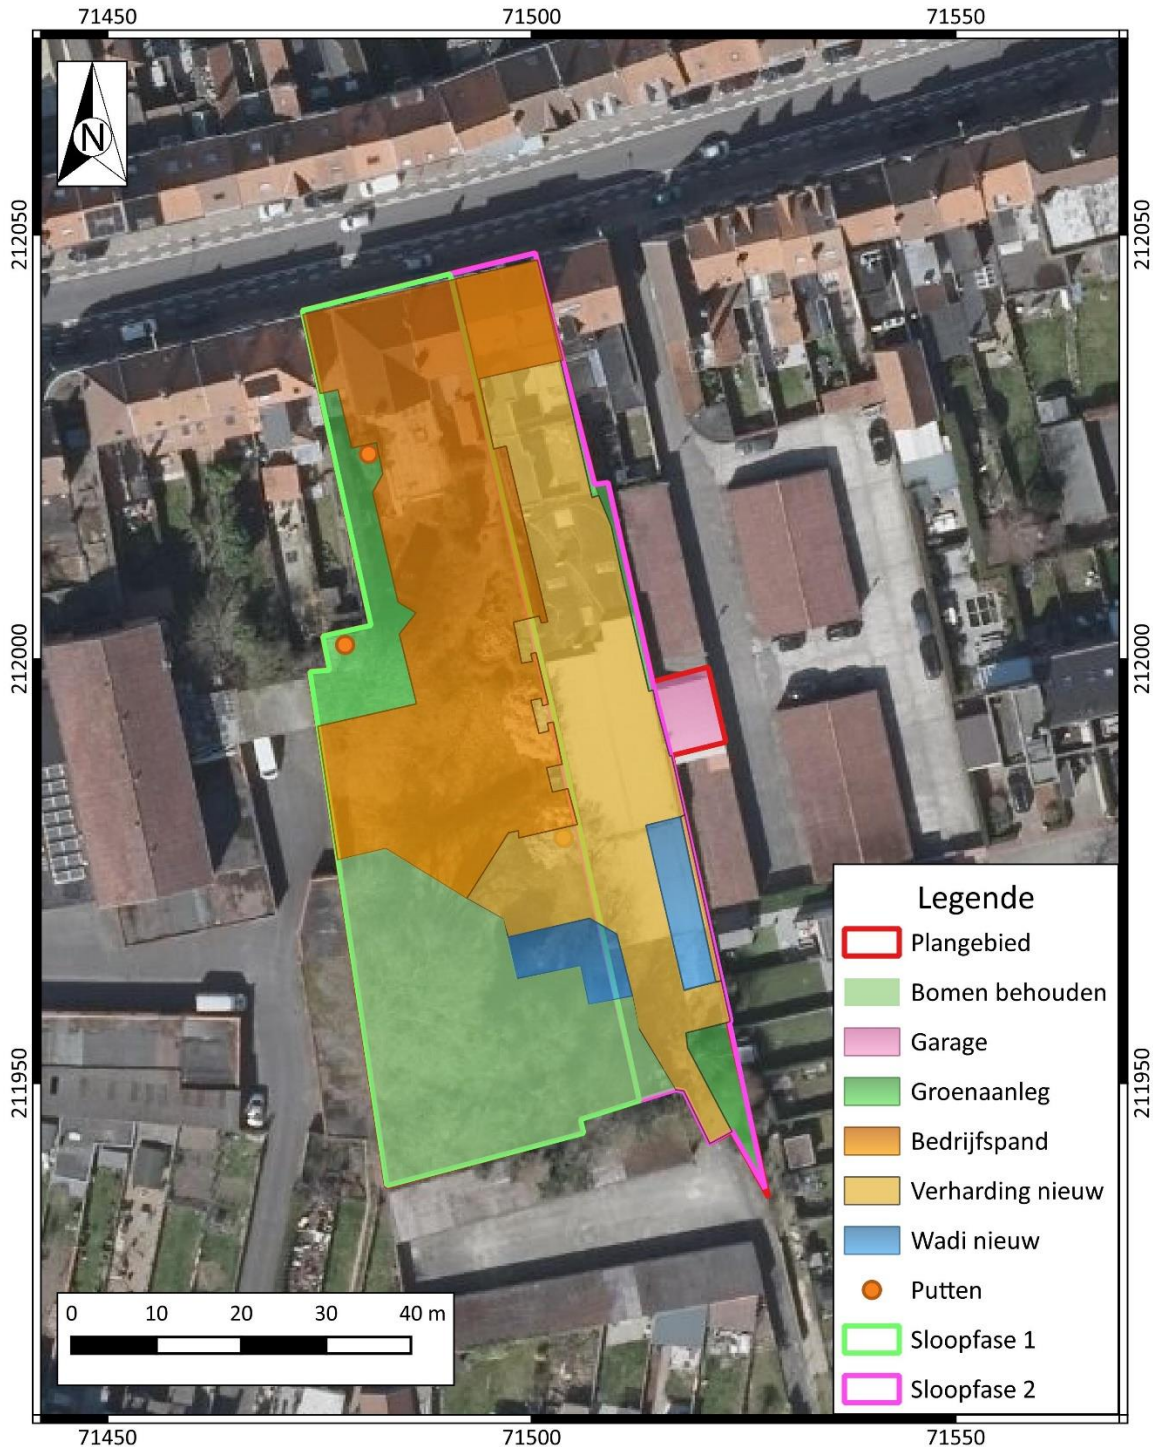 71450 71500 71550
N
212050 212050
212000 212000
211950 211950
Legende
Plangebied
Bomen behouden
Garage
Groenaanleg
Bedrijfspand
Verharding nieuw
Wadi nieuw
Putten
Sloopfase 1
Sloopfase 2
0 10 20 30 40 m
71450 71500 71550